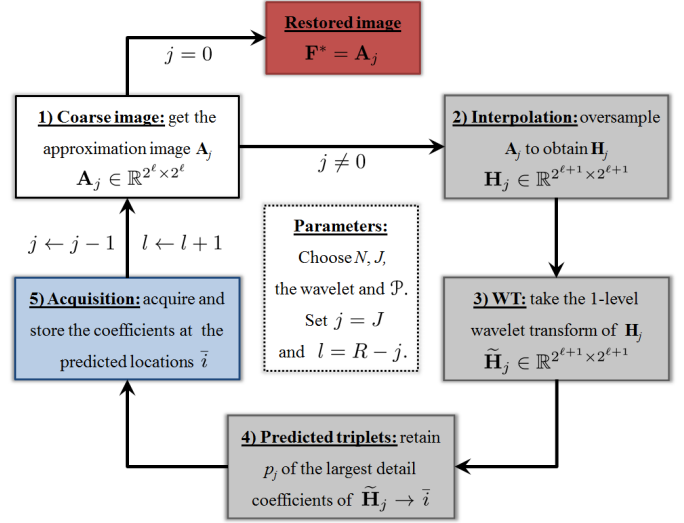 Restored image
F* = A_j
j = 0
1) Coarse image: get the
approximation image A_j
A_j ∈ ℝ^{2^ℓ × 2^ℓ}
j ≠ 0
2) Interpolation: oversample
A_j to obtain H_j
H_j ∈ ℝ^{2^{ℓ+1} × 2^{ℓ+1}}
Parameters:
Choose N, J,
the wavelet and 𝒫.
Set j = J
and l = R − j.
j ← j − 1
l ← l + 1
3) WT: take the 1-level
wavelet transform of H_j
H̃_j ∈ ℝ^{2^{ℓ+1} × 2^{ℓ+1}}
4) Predicted triplets: retain
p_j of the largest detail
coefficients of H̃_j → ī
5) Acquisition: acquire and
store the coefficients at the
predicted locations ī